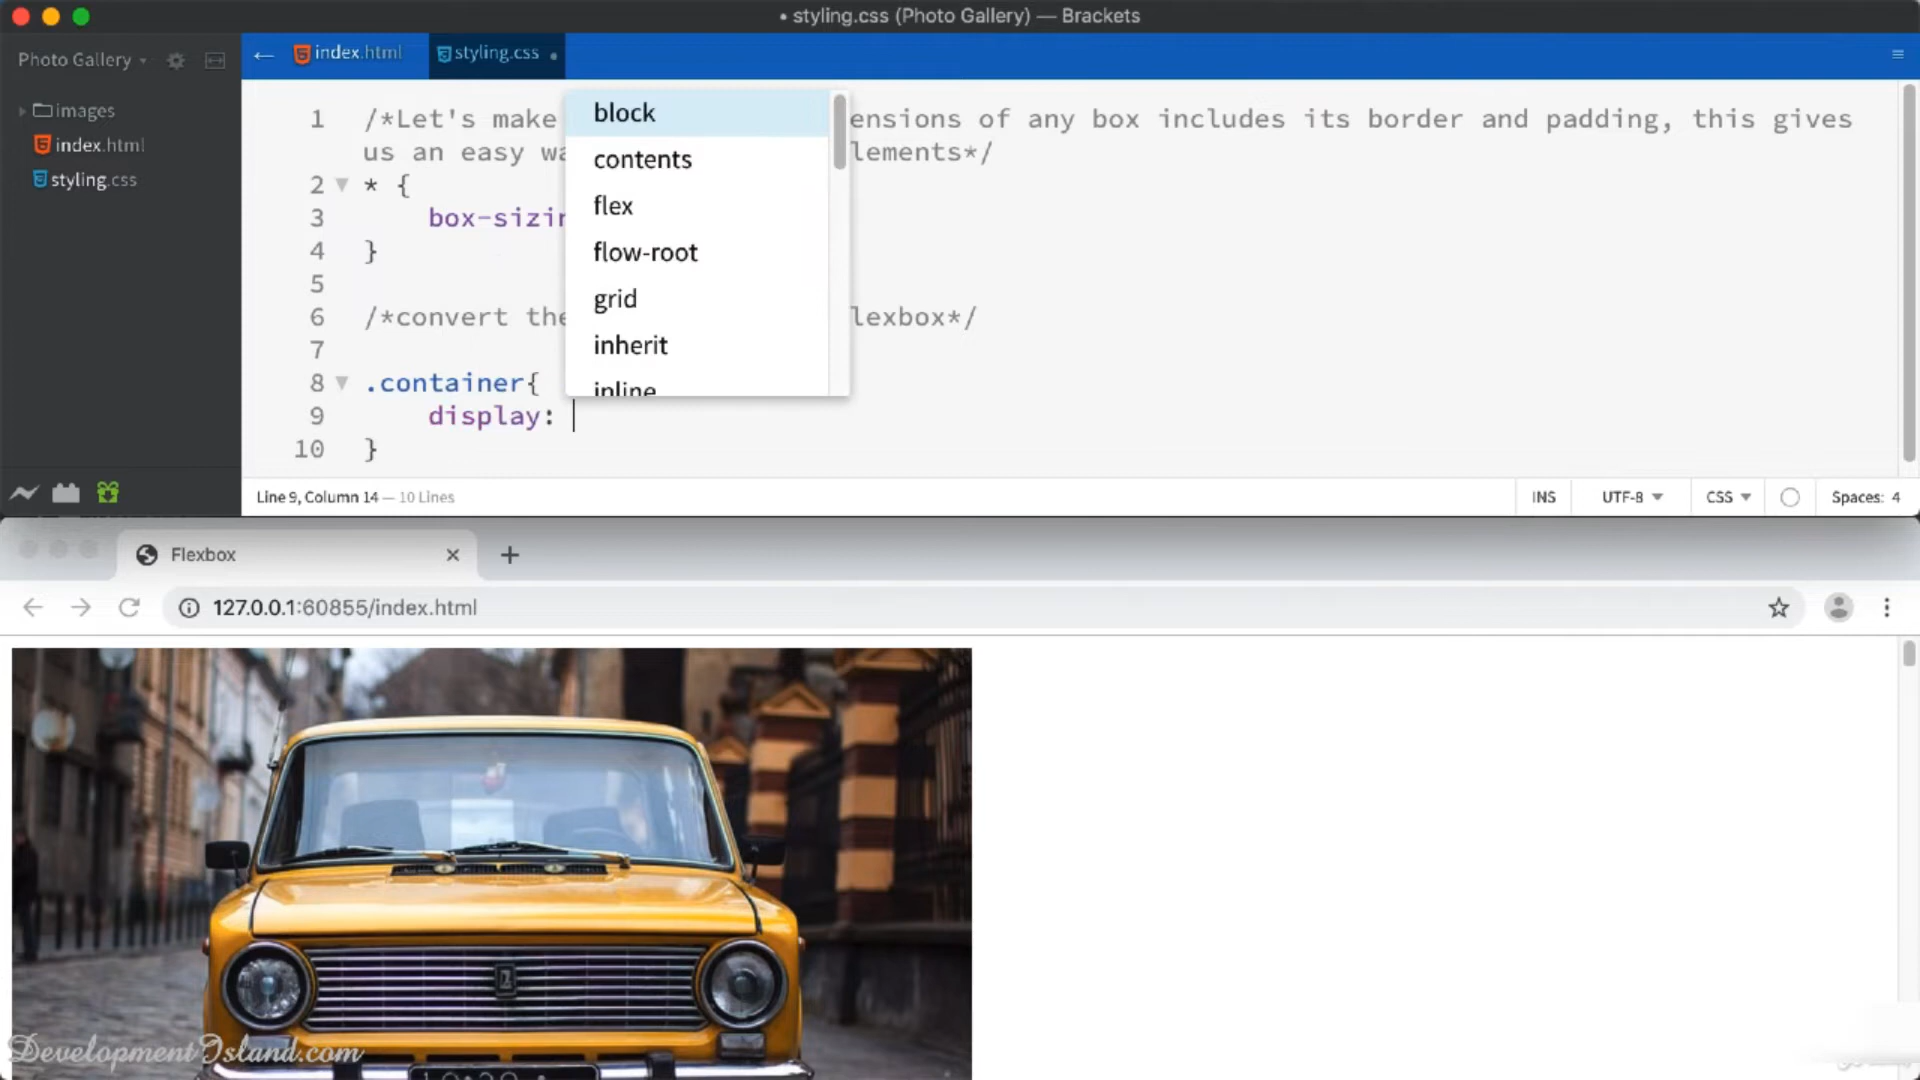 • styling.css (Photo Gallery) — Brackets
Photo Gallery
index.html
styling.css
images
index.html
styling.css
1 /*Let's make ensions of any box includes its border and padding, this gives
us an easy lements*/
2 * {
3 box-sizin
4 }
5
6 /*convert the lexbox*/
7
8 .container{
9 display:
10 }
block
contents
flex
flow-root
grid
inherit
inline
Line 9, Column 14 — 10 Lines
INS
UTF-8
CSS
Spaces: 4
Flexbox
127.0.0.1:60855/index.html
DevelopmentIsland.com